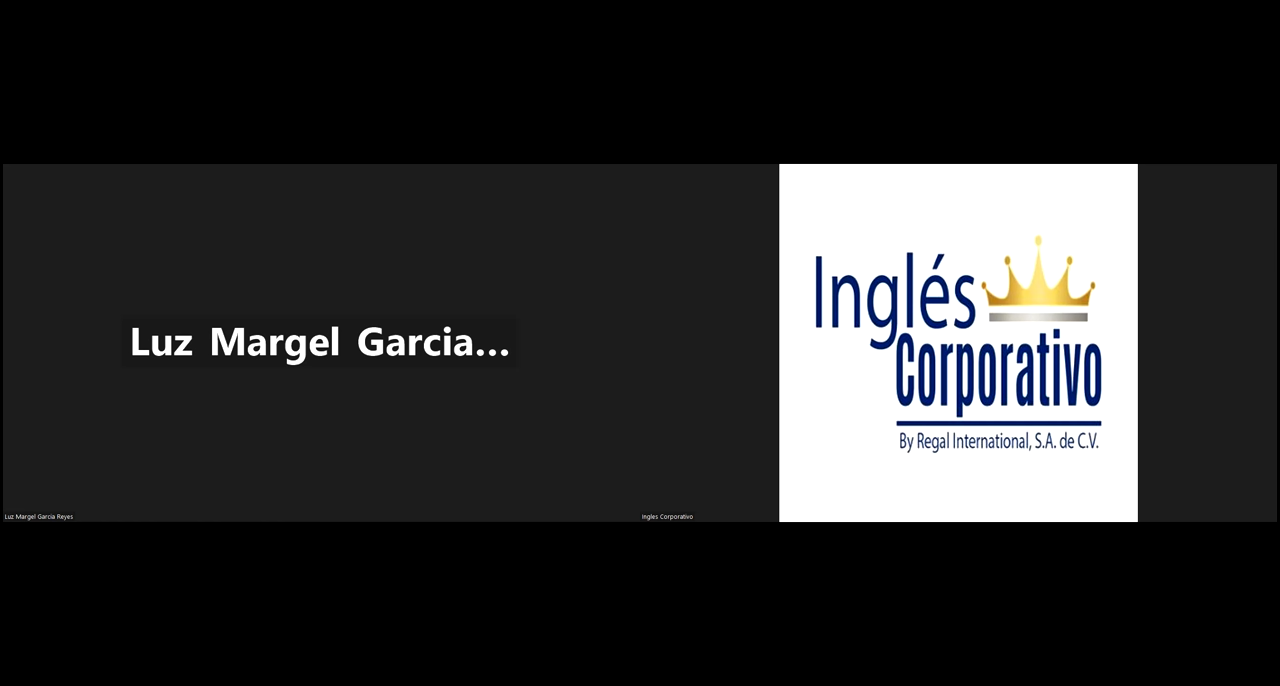 Luz Margel Garcia...
Luz Margel Garcia Reyes
Inglés
Corporativo
By Regal International, S.A. de C.V.
Ingles Corporativo